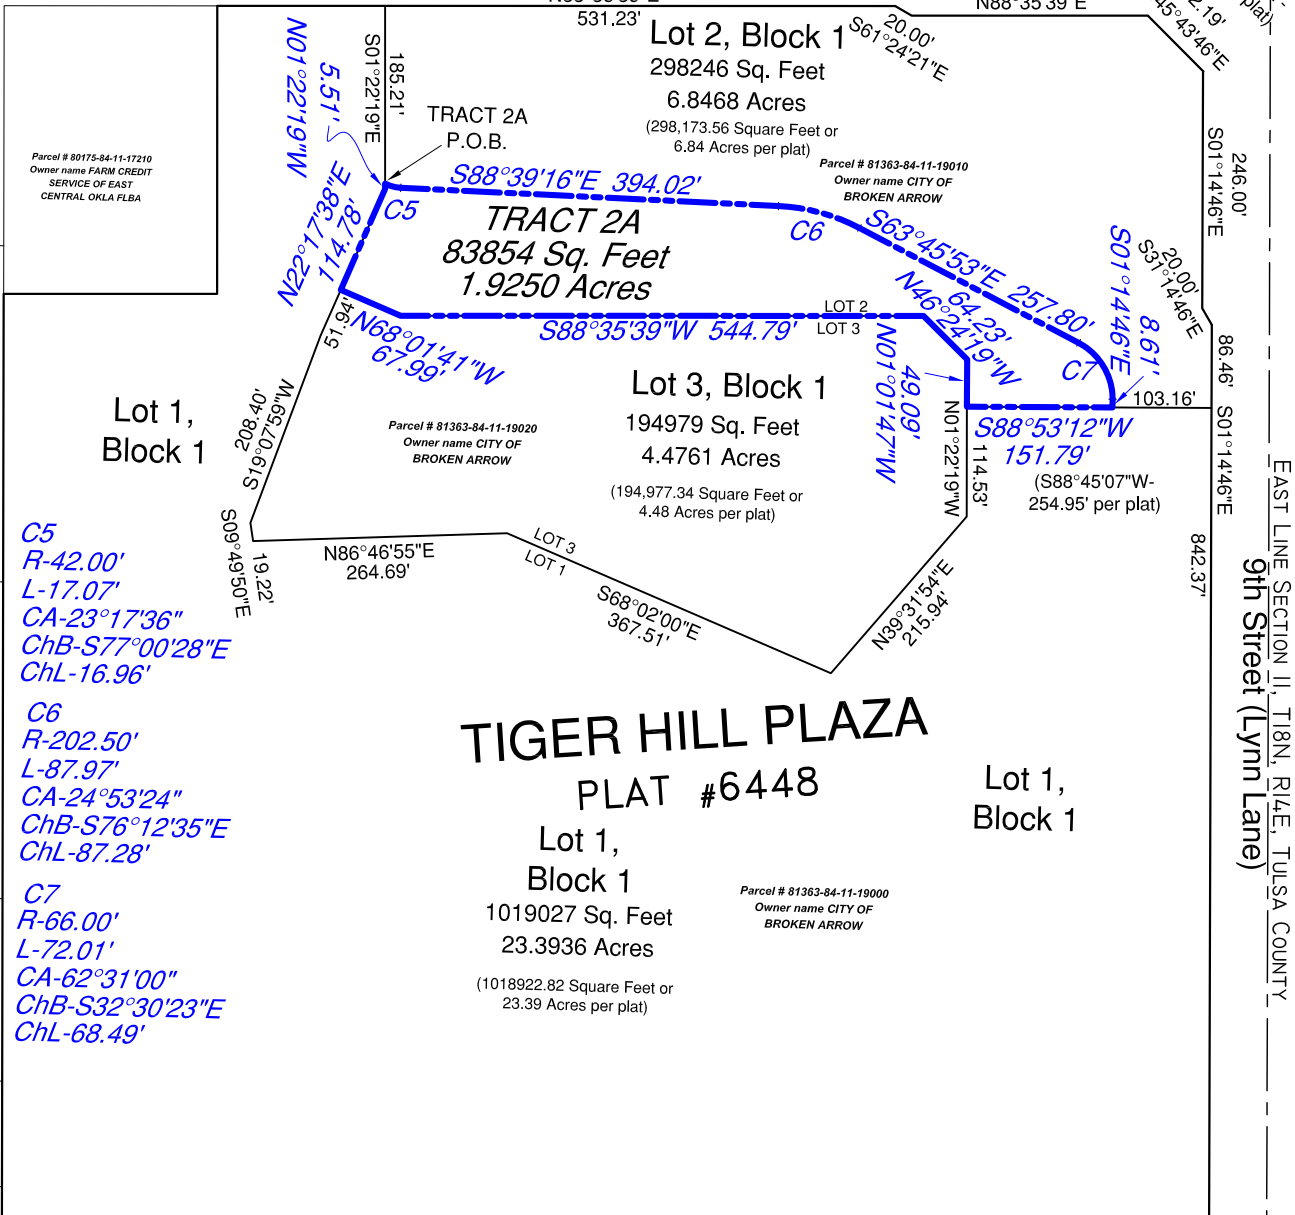 531.23'
N88°35'39"E
20.00'
S61°24'21"E
2.19'
45°43'46"E
plat)
Lot 2, Block 1
298246 Sq. Feet
6.8468 Acres
(298,173.56 Square Feet or
6.84 Acres per plat)
Parcel # 81363-84-11-19010
Owner name CITY OF
BROKEN ARROW
N01°22'19"W
5.51'
S01°22'19"E
185.21'
TRACT 2A
P.O.B.
Parcel # 80175-84-11-17210
Owner name FARM CREDIT
SERVICE OF EAST
CENTRAL OKLA FLBA
S01°14'46"E
246.00'
S88°39'16"E 394.02'
C5
C6
N22°17'38"E
114.78'
TRACT 2A
83854 Sq. Feet
1.9250 Acres
S63°45'53"E 257.80'
S01°14'46"E
8.61'
S31°14'46"E
20.00'
N46°24'19"W
64.23'
LOT 2
LOT 3
S88°35'39"W 544.79'
N68°01'41"W
67.99'
51.94'
C7
86.46'
103.16'
N01°01'47"W
49.09'
S88°53'12"W
151.79'
(S88°45'07"W-
254.95' per plat)
N01°22'19"W
114.53'
Lot 3, Block 1
194979 Sq. Feet
4.4761 Acres
(194,977.34 Square Feet or
4.48 Acres per plat)
Parcel # 81363-84-11-19020
Owner name CITY OF
BROKEN ARROW
Lot 1,
Block 1
208.40'
S19°07'59"W
S09°49'50"E
19.22'
N86°46'55"E
264.69'
LOT 3
LOT 1
S68°02'00"E
367.51'
N39°31'54"E
215.94'
S01°14'46"E
842.37'
9th Street (Lynn Lane)
EAST LINE SECTION 11, T18N, R14E, TULSA COUNTY
C5
R-42.00'
L-17.07'
CA-23°17'36"
ChB-S77°00'28"E
ChL-16.96'
C6
R-202.50'
L-87.97'
CA-24°53'24"
ChB-S76°12'35"E
ChL-87.28'
C7
R-66.00'
L-72.01'
CA-62°31'00"
ChB-S32°30'23"E
ChL-68.49'
TIGER HILL PLAZA
PLAT #6448
Lot 1,
Block 1
1019027 Sq. Feet
23.3936 Acres
(1018922.82 Square Feet or
23.39 Acres per plat)
Parcel # 81363-84-11-19000
Owner name CITY OF
BROKEN ARROW
Lot 1,
Block 1